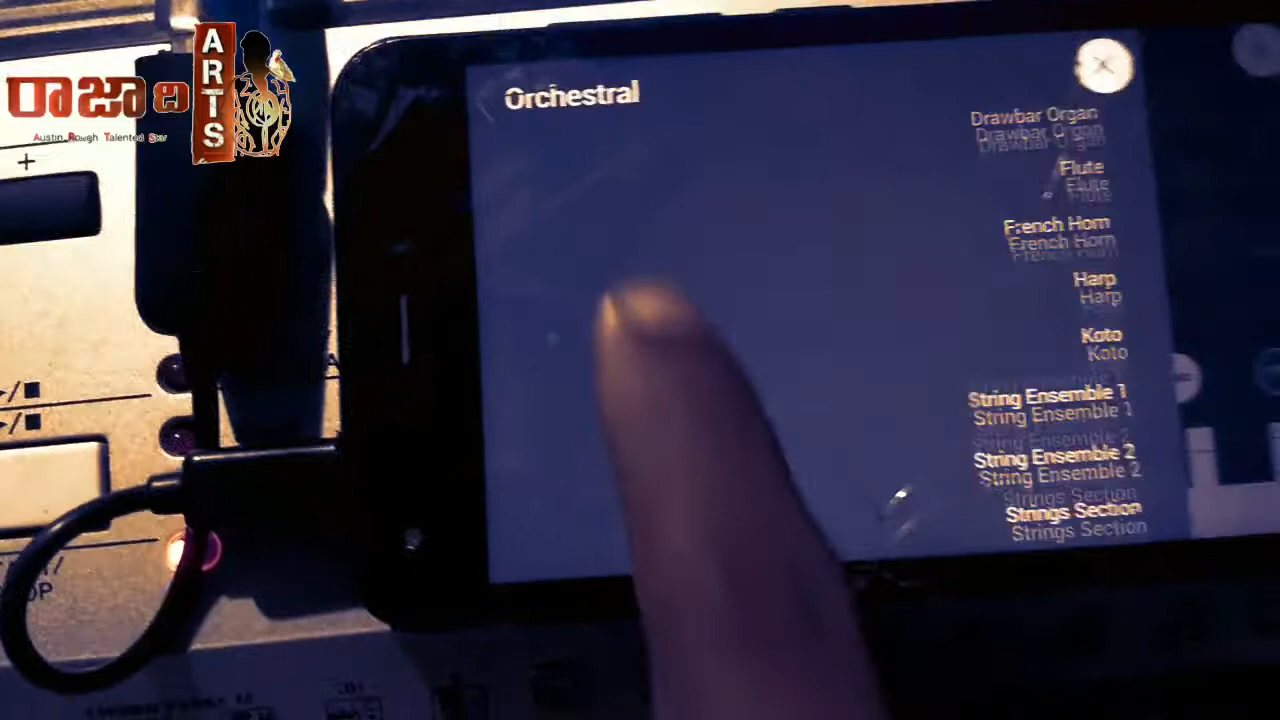 రాజాది
ARTS
Austin Rough Talented Star
+
Orchestral
Drawbar Organ
Flute
French Horn
Harp
Koto
String Ensemble 1
String Ensemble 2
Strings Section